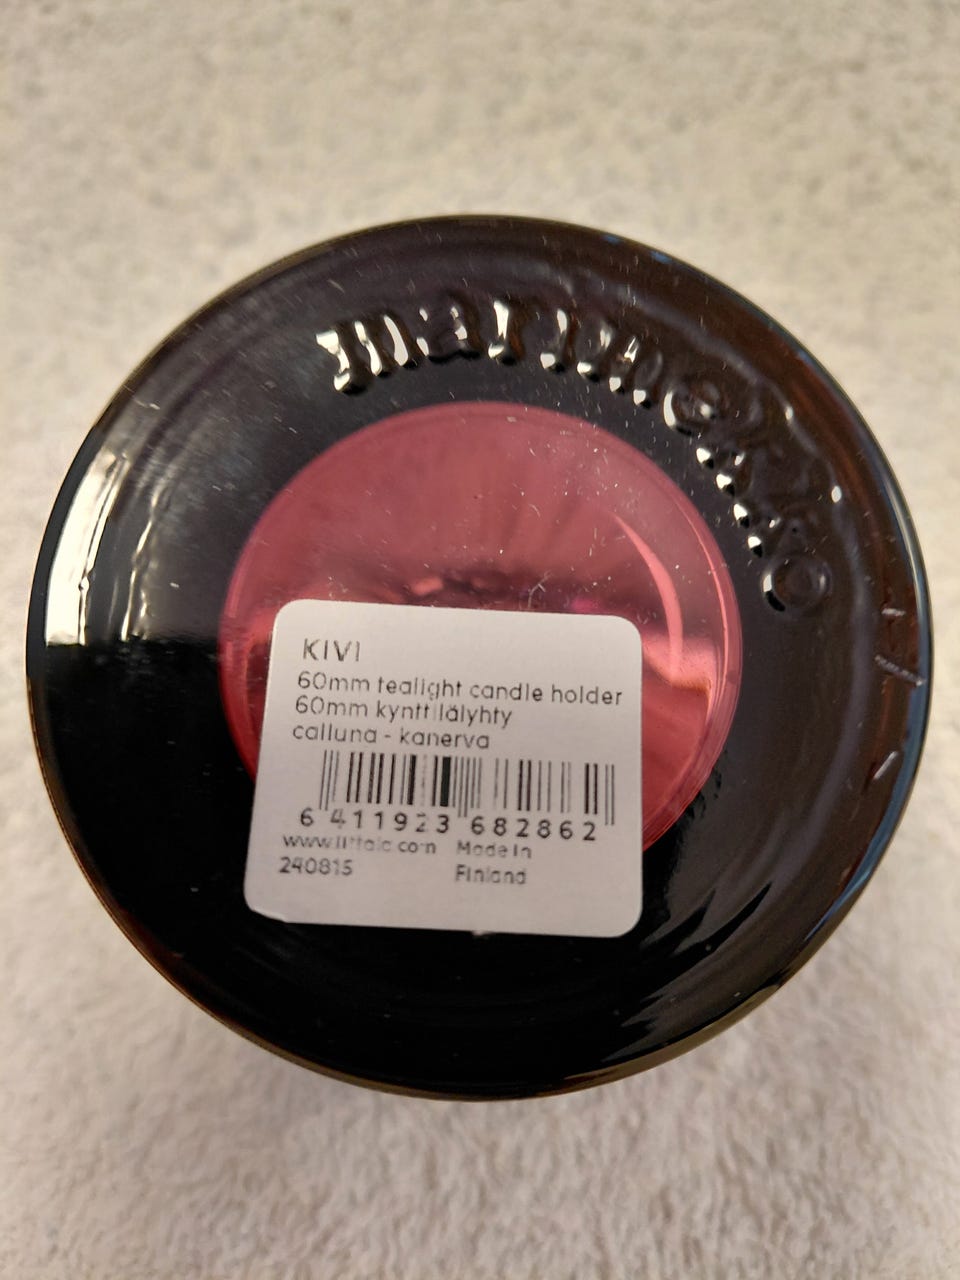 marimekko
KIVI
60mm tealight candle holder
60mm kynttilälyhty
calluna - kanerva
6 411923 682862
www.iittala.com Made in
240815 Finland